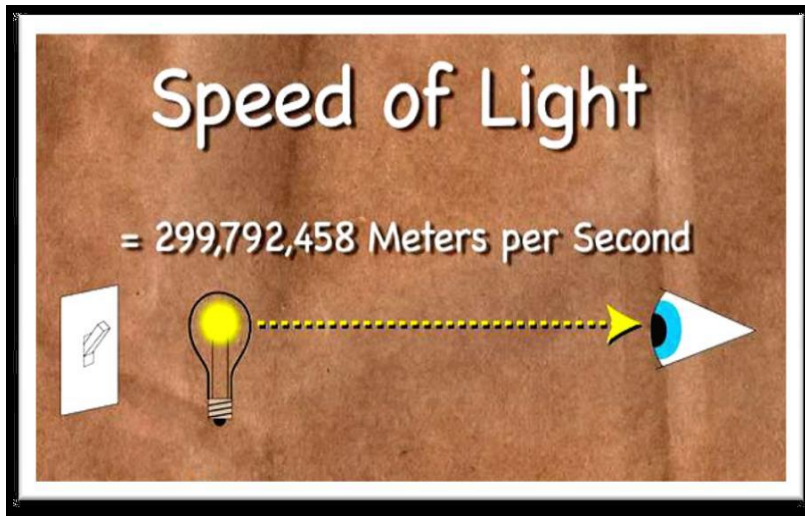 Speed of Light
= 299,792,458 Meters per Second